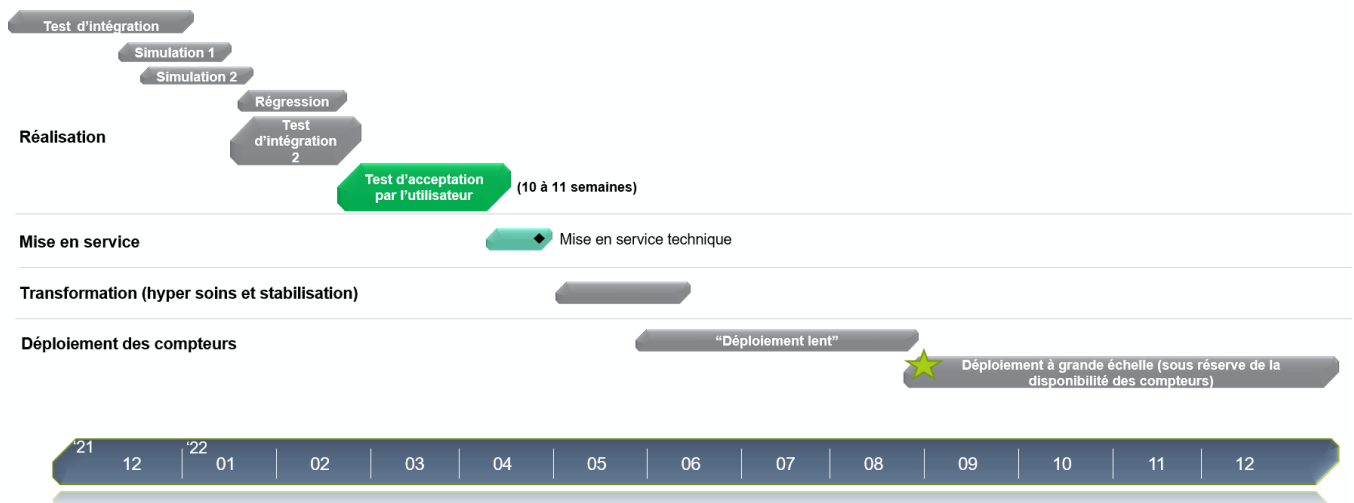 Test d'intégration
Simulation 1
Simulation 2
Régression
Réalisation
Test
d'intégration
2
Test d'acceptation
par l'utilisateur
(10 à 11 semaines)
Mise en service
Mise en service technique
Transformation (hyper soins et stabilisation)
Déploiement des compteurs
“Déploiement lent”
Déploiement à grande échelle (sous réserve de la
disponibilité des compteurs)
‘21
‘22
12 01 02 03 04 05 06 07 08 09 10 11 12